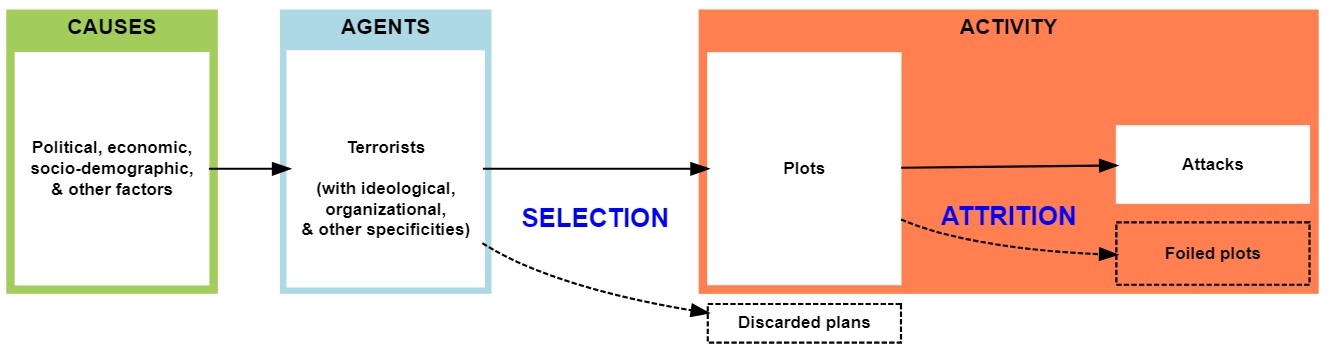 CAUSES
Political, economic,
socio-demographic,
& other factors
AGENTS
Terrorists
(with ideological,
organizational,
& other specificities)
SELECTION
Discarded plans
ACTIVITY
Plots
ATTRITION
Attacks
Foiled plots